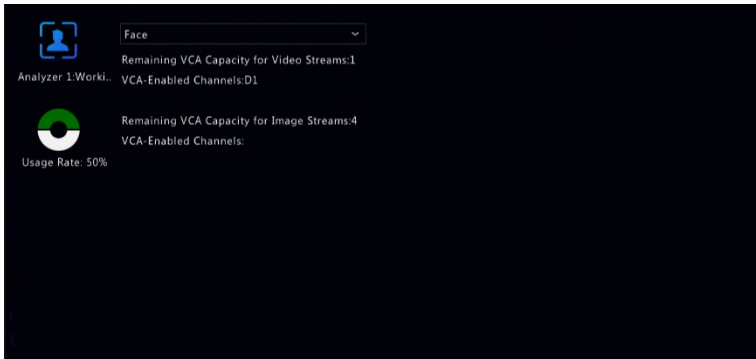 Face
Remaining VCA Capacity for Video Streams:1
Analyzer 1:Worki..
VCA-Enabled Channels:D1
Remaining VCA Capacity for Image Streams:4
VCA-Enabled Channels:
Usage Rate: 50%